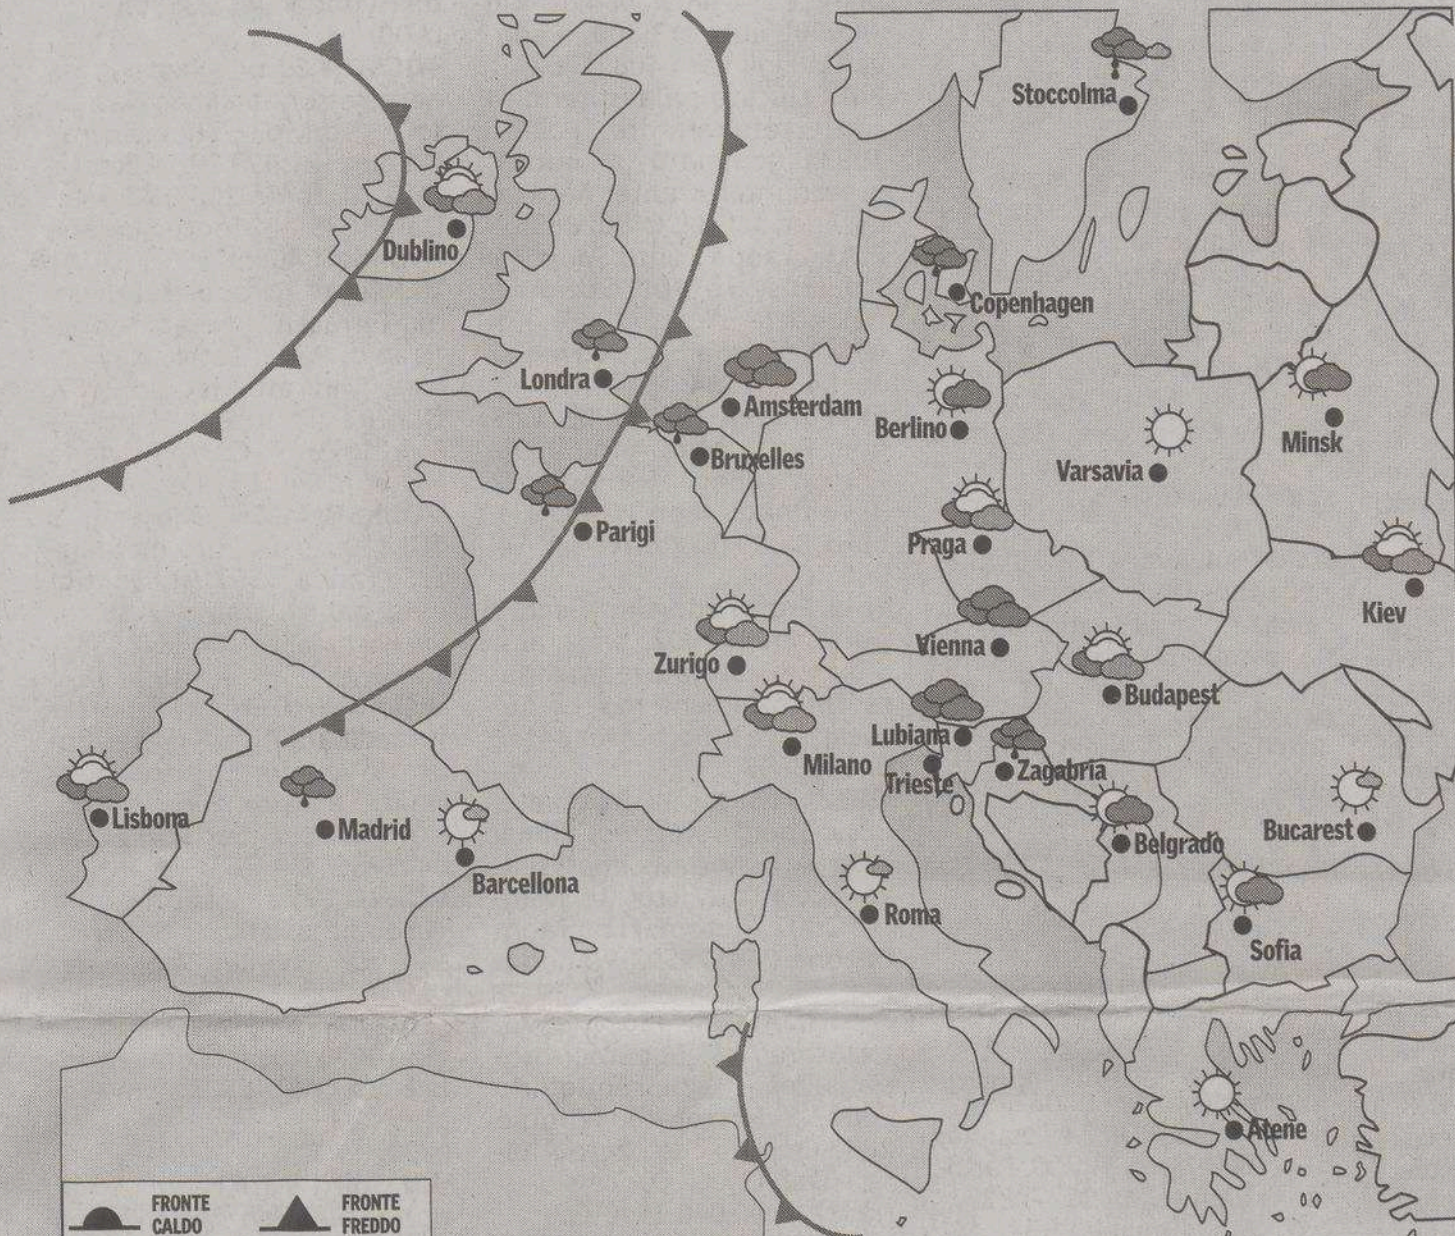 Stoccolma
Dublino
Copenhagen
Londra
Amsterdam
Berlino
Minsk
Bruxelles
Varsavia
Parigi
Praga
Kiev
Vienna
Zurigo
Budapest
Lubiana
Milano
Trieste
Zagabria
Lisbona
Madrid
Belgrado
Bucarest
Barcellona
Roma
Sofia
Atene
FRONTE
CALDO
FRONTE
FREDDO